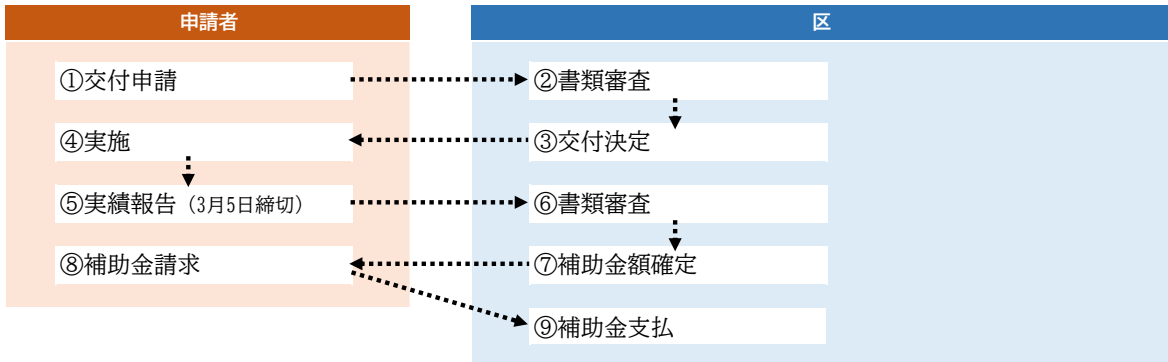 申請者
区
①交付申請
②書類審査
④実施
③交付決定
⑤実績報告（3月5日締切）
⑥書類審査
⑧補助金請求
⑦補助金額確定
⑨補助金支払